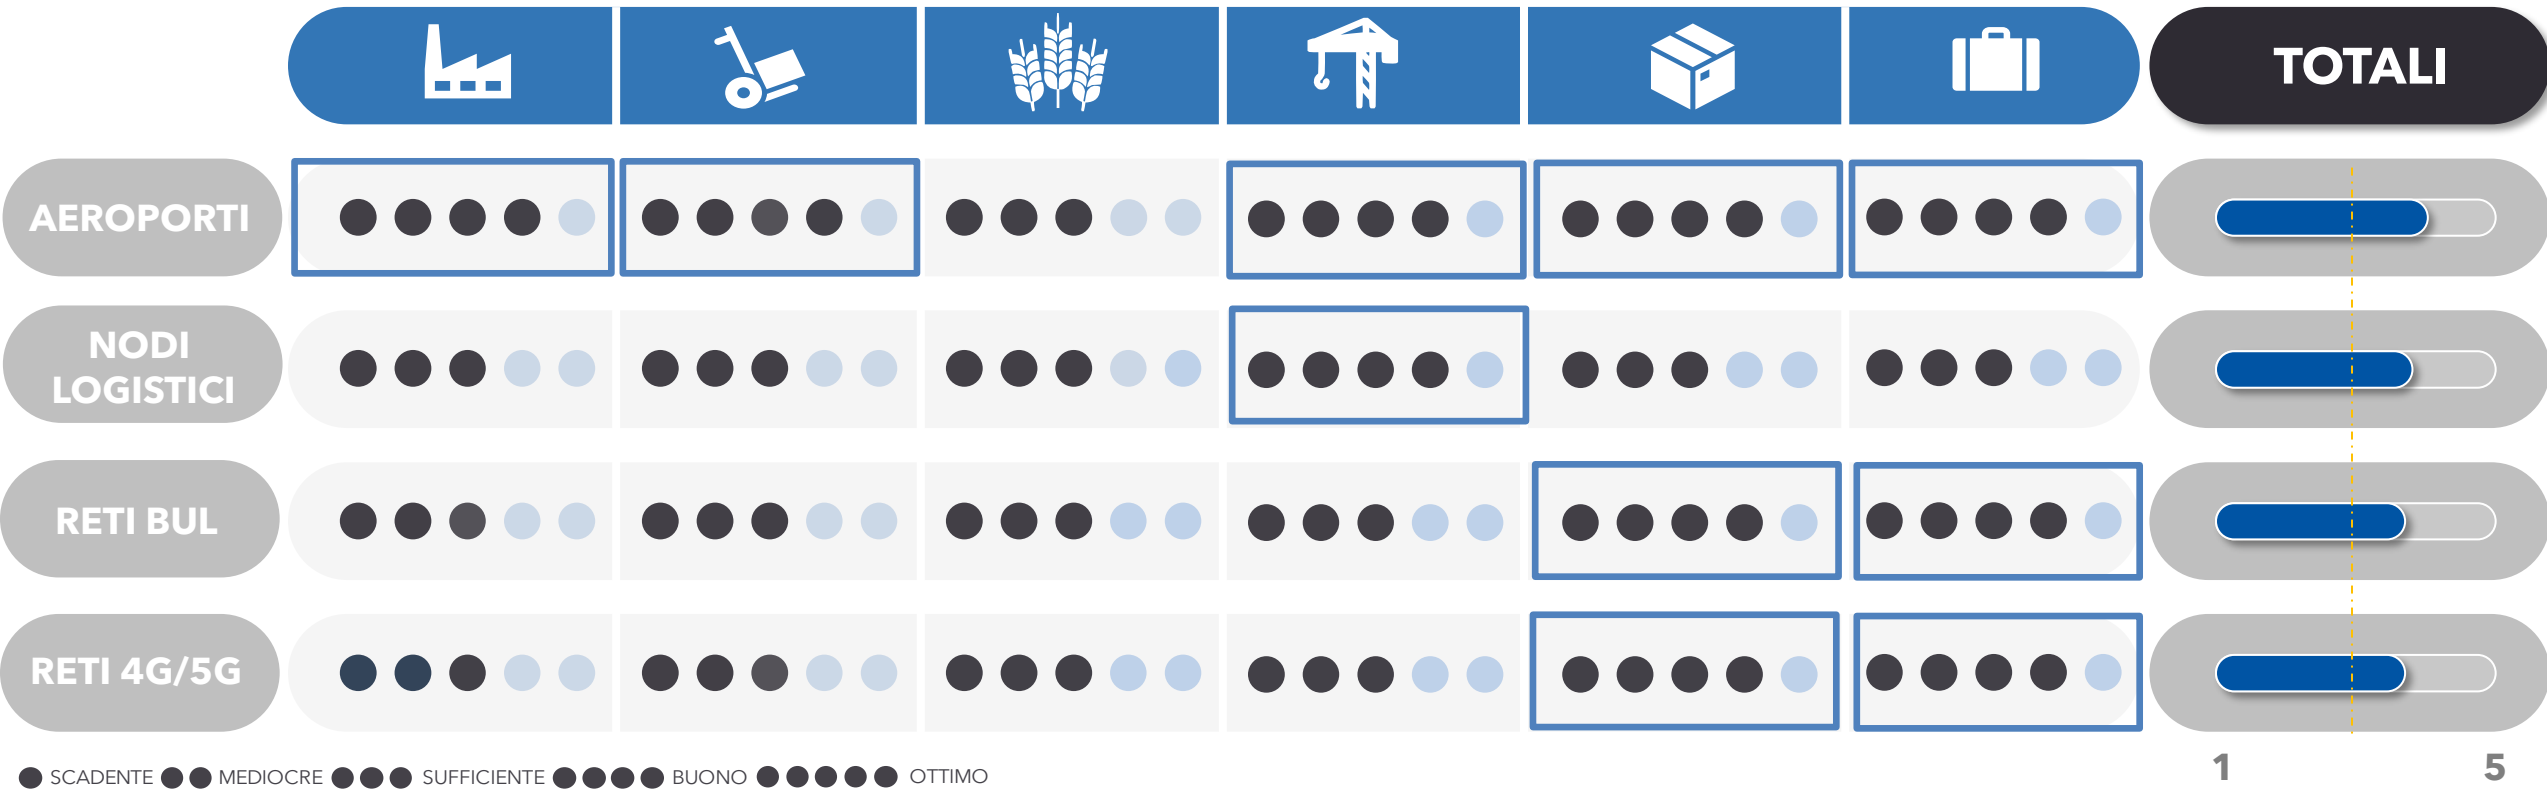 TOTALI
AEROPORTI
NODI
LOGISTICI
RETI BUL
RETI 4G/5G
SCADENTE MEDIOCRE SUFFICIENTE BUONO OTTIMO
1 5